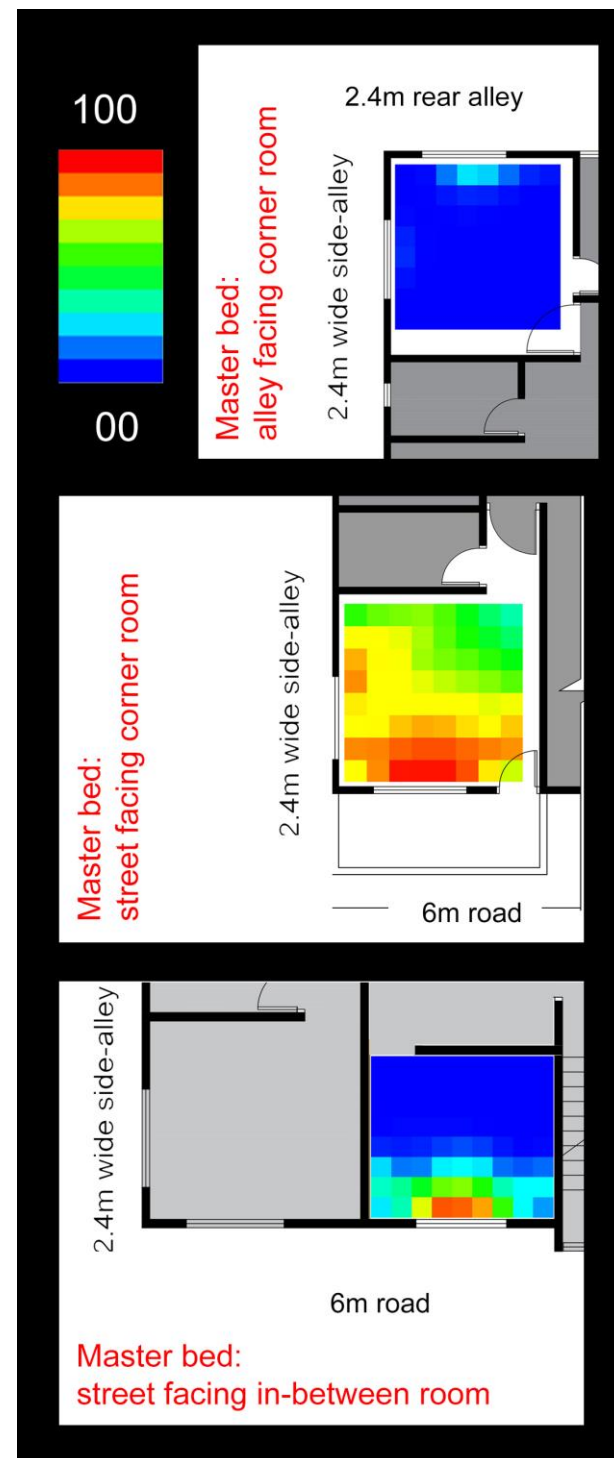 100
00
2.4m rear alley
2.4m wide side-alley
Master bed:
alley facing corner room
2.4m wide side-alley
Master bed:
street facing corner room
6m road
2.4m wide side-alley
6m road
Master bed:
street facing in-between room